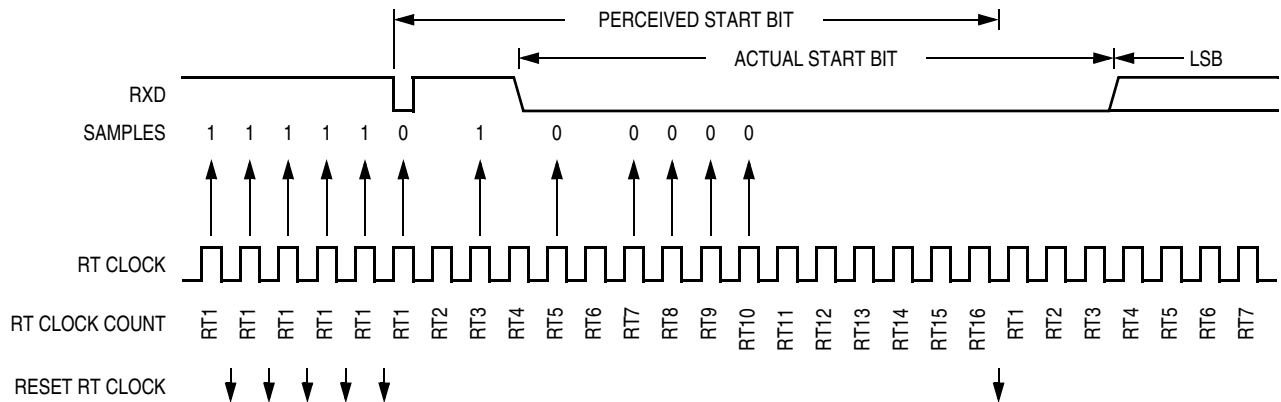 PERCEIVED START BIT
ACTUAL START BIT
LSB
RXD
SAMPLES 1 1 1 1 1 0 1 0 0 0 0 0
RT CLOCK
RT CLOCK COUNT RT1 RT1 RT1 RT1 RT1 RT1 RT2 RT3 RT4 RT5 RT6 RT7 RT8 RT9 RT10 RT11 RT12 RT13 RT14 RT15 RT16 RT1 RT2 RT3 RT4 RT5 RT6 RT7
RESET RT CLOCK